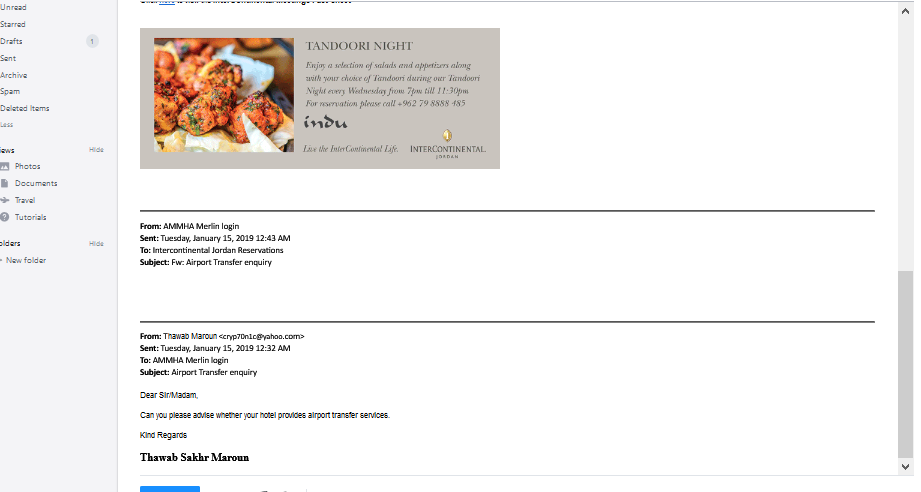 Unread
Starred
Drafts 1
Sent
Archive
Spam
Deleted Items
Less
Hide
Photos
Documents
Travel
Tutorials
Hide
New folder
TANDOORI NIGHT
Enjoy a selection of salads and appetizers along
with your choice of Tandoori during our Tandoori
Night every Wednesday from 7pm till 11:30pm
For reservation please call +962 79 8888 485
indu
Live the InterContinental Life.
INTERCONTINENTAL
JORDAN
From: AMMHA Merlin login
Sent: Tuesday, January 15, 2019 12:43 AM
To: Intercontinental Jordan Reservations
Subject: Fw: Airport Transfer enquiry
From: Thawab Maroun <cryp70n1c@yahoo.com>
Sent: Tuesday, January 15, 2019 12:32 AM
To: AMMHA Merlin login
Subject: Airport Transfer enquiry
Dear Sir/Madam,
Can you please advise whether your hotel provides airport transfer services.
Kind Regards
Thawab Sakhr Maroun